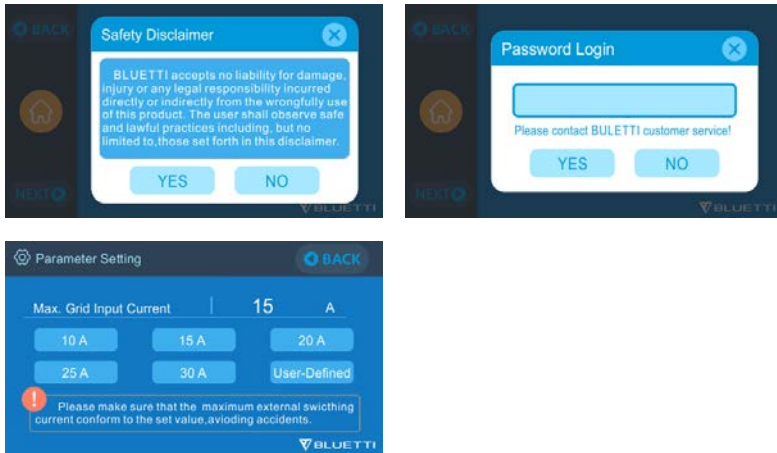 BACK
Safety Disclaimer
BLUETTI accepts no liability for damage,
injury or any legal responsibility incurred
directly or indirectly from the wrongfully use
of this product. The user shall observe safe
and lawful practices including, but no
limited to,those set forth in this disclaimer.
YES NO
NEXT
BLUETTI
BACK
Password Login
Please contact BULETTI customer service!
YES NO
NEXT
BLUETTI
Parameter Setting BACK
Max. Grid Input Current 15 A
10 A 15 A 20 A
25 A 30 A User-Defined
! Please make sure that the maximum external swicthing
current conform to the set value,avioding accidents.
BLUETTI